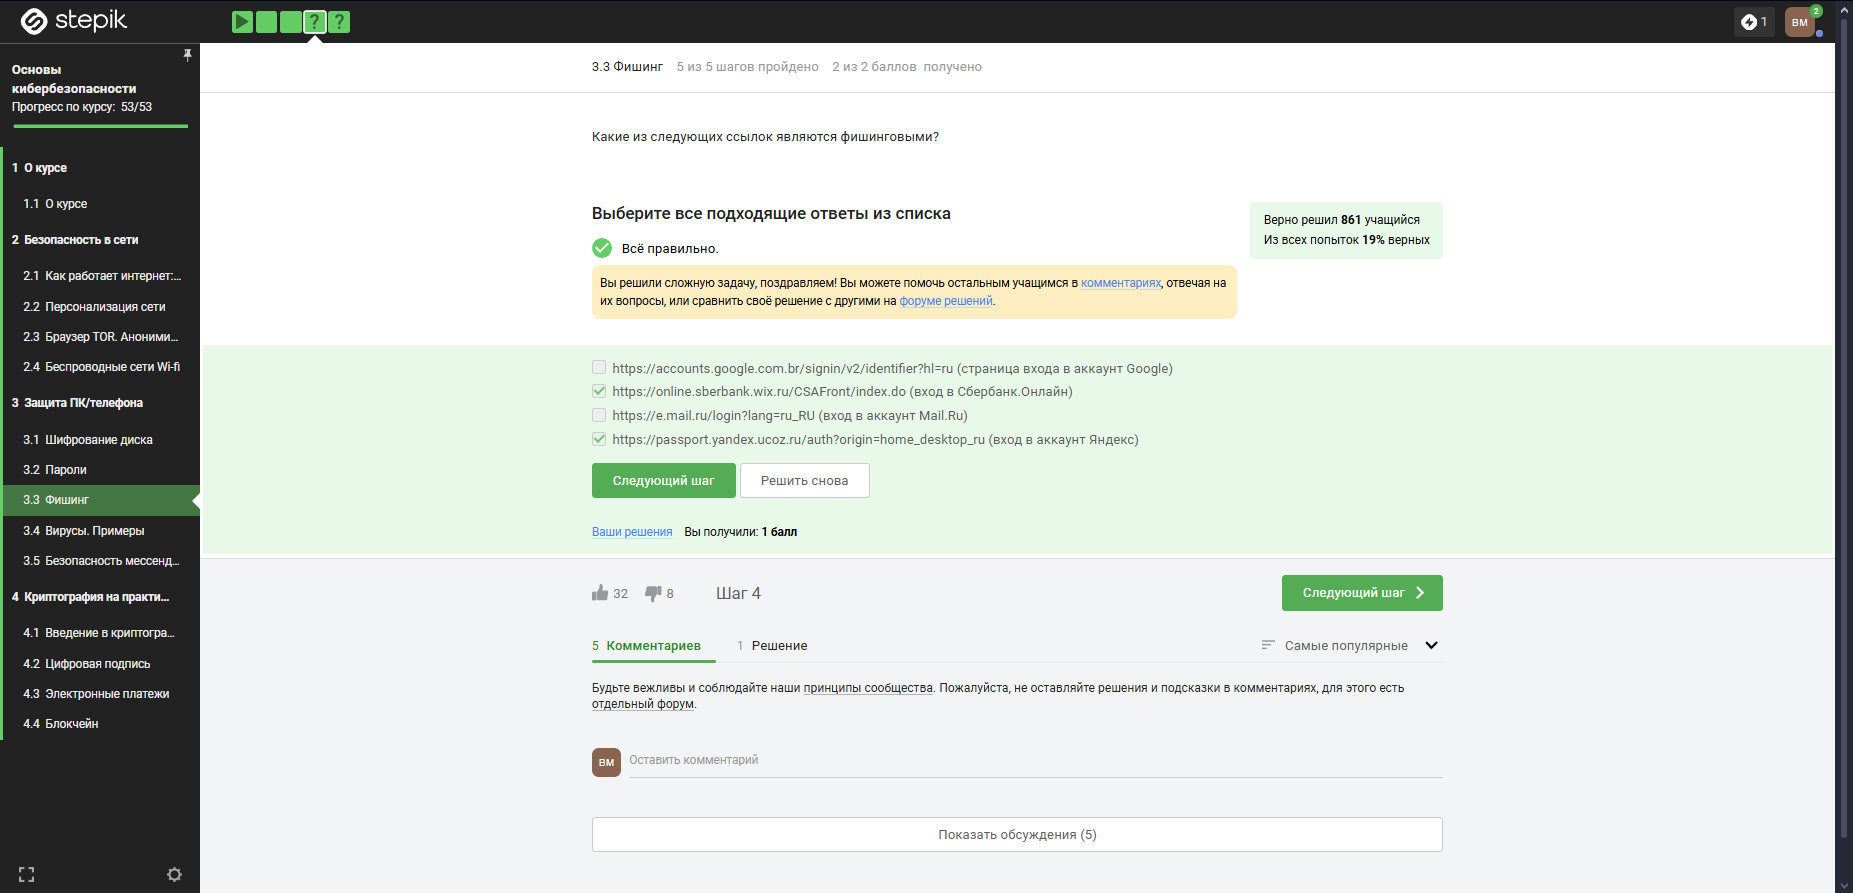 stepik
? ?
1
ВМ
2
Основы
кибербезопасности
Прогресс по курсу: 53/53
1 О курсе
1.1 О курсе
2 Безопасность в сети
2.1 Как работает интернет:...
2.2 Персонализация сети
2.3 Браузер TOR. Аноними...
2.4 Беспроводные сети Wi-fi
3 Защита ПК/телефона
3.1 Шифрование диска
3.2 Пароли
3.3 Фишинг
3.4 Вирусы. Примеры
3.5 Безопасность мессенд...
4 Криптография на практи...
4.1 Введение в криптогра...
4.2 Цифровая подпись
4.3 Электронные платежи
4.4 Блокчейн
3.3 Фишинг 5 из 5 шагов пройдено 2 из 2 баллов получено
Какие из следующих ссылок являются фишинговыми?
Выберите все подходящие ответы из списка
Верно решил 861 учащийся
Из всех попыток 19% верных
Всё правильно.
Вы решили сложную задачу, поздравляем! Вы можете помочь остальным учащимся в комментариях, отвечая на
их вопросы, или сравнить своё решение с другими на форуме решений.
https://accounts.google.com.br/signin/v2/identifier?hl=ru (страница входа в аккаунт Google)
https://online.sberbank.wix.ru/CSAFront/index.do (вход в Сбербанк.Онлайн)
https://e.mail.ru/login?lang=ru_RU (вход в аккаунт Mail.Ru)
https://passport.yandex.ucoz.ru/auth?origin=home_desktop_ru (вход в аккаунт Яндекс)
Следующий шаг Решить снова
Ваши решения Вы получили: 1 балл
32 8 Шаг 4 Следующий шаг
5 Комментариев 1 Решение Самые популярные
Будьте вежливы и соблюдайте наши принципы сообщества. Пожалуйста, не оставляйте решения и подсказки в комментариях, для этого есть
отдельный форум.
ВМ Оставить комментарий
Показать обсуждения (5)